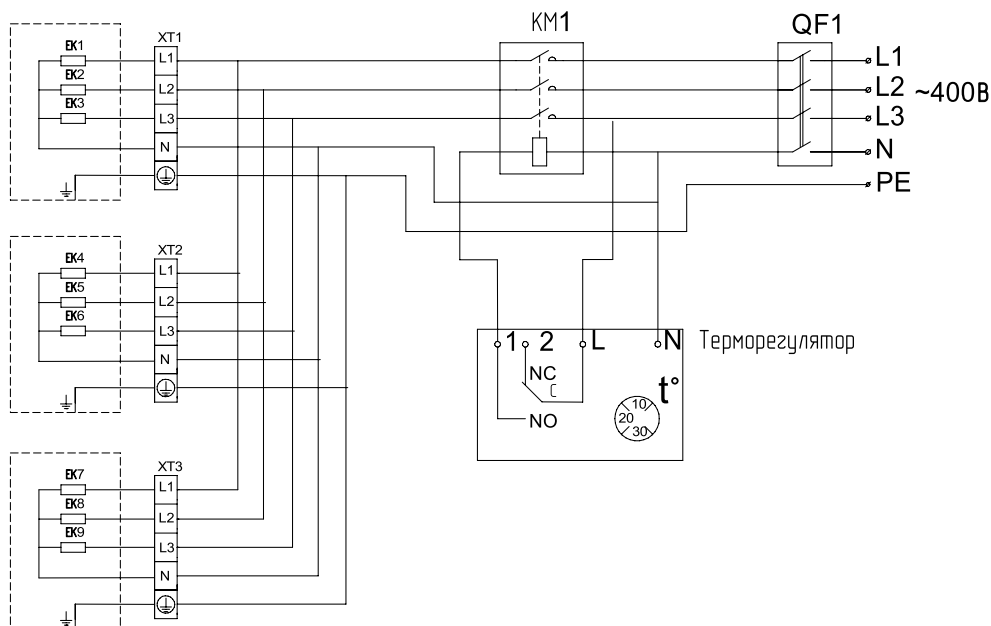 KM1
QF1
XT1
EK1
L1
L1
EK2
L2
L2 ~400В
EK3
L3
L3
N
N
PE
XT2
EK4
L1
EK5
L2
EK6
L3
N
1 2 L N Терморегулятор
NC
C
t°
NO
10
20
30
XT3
EK7
L1
EK8
L2
EK9
L3
N